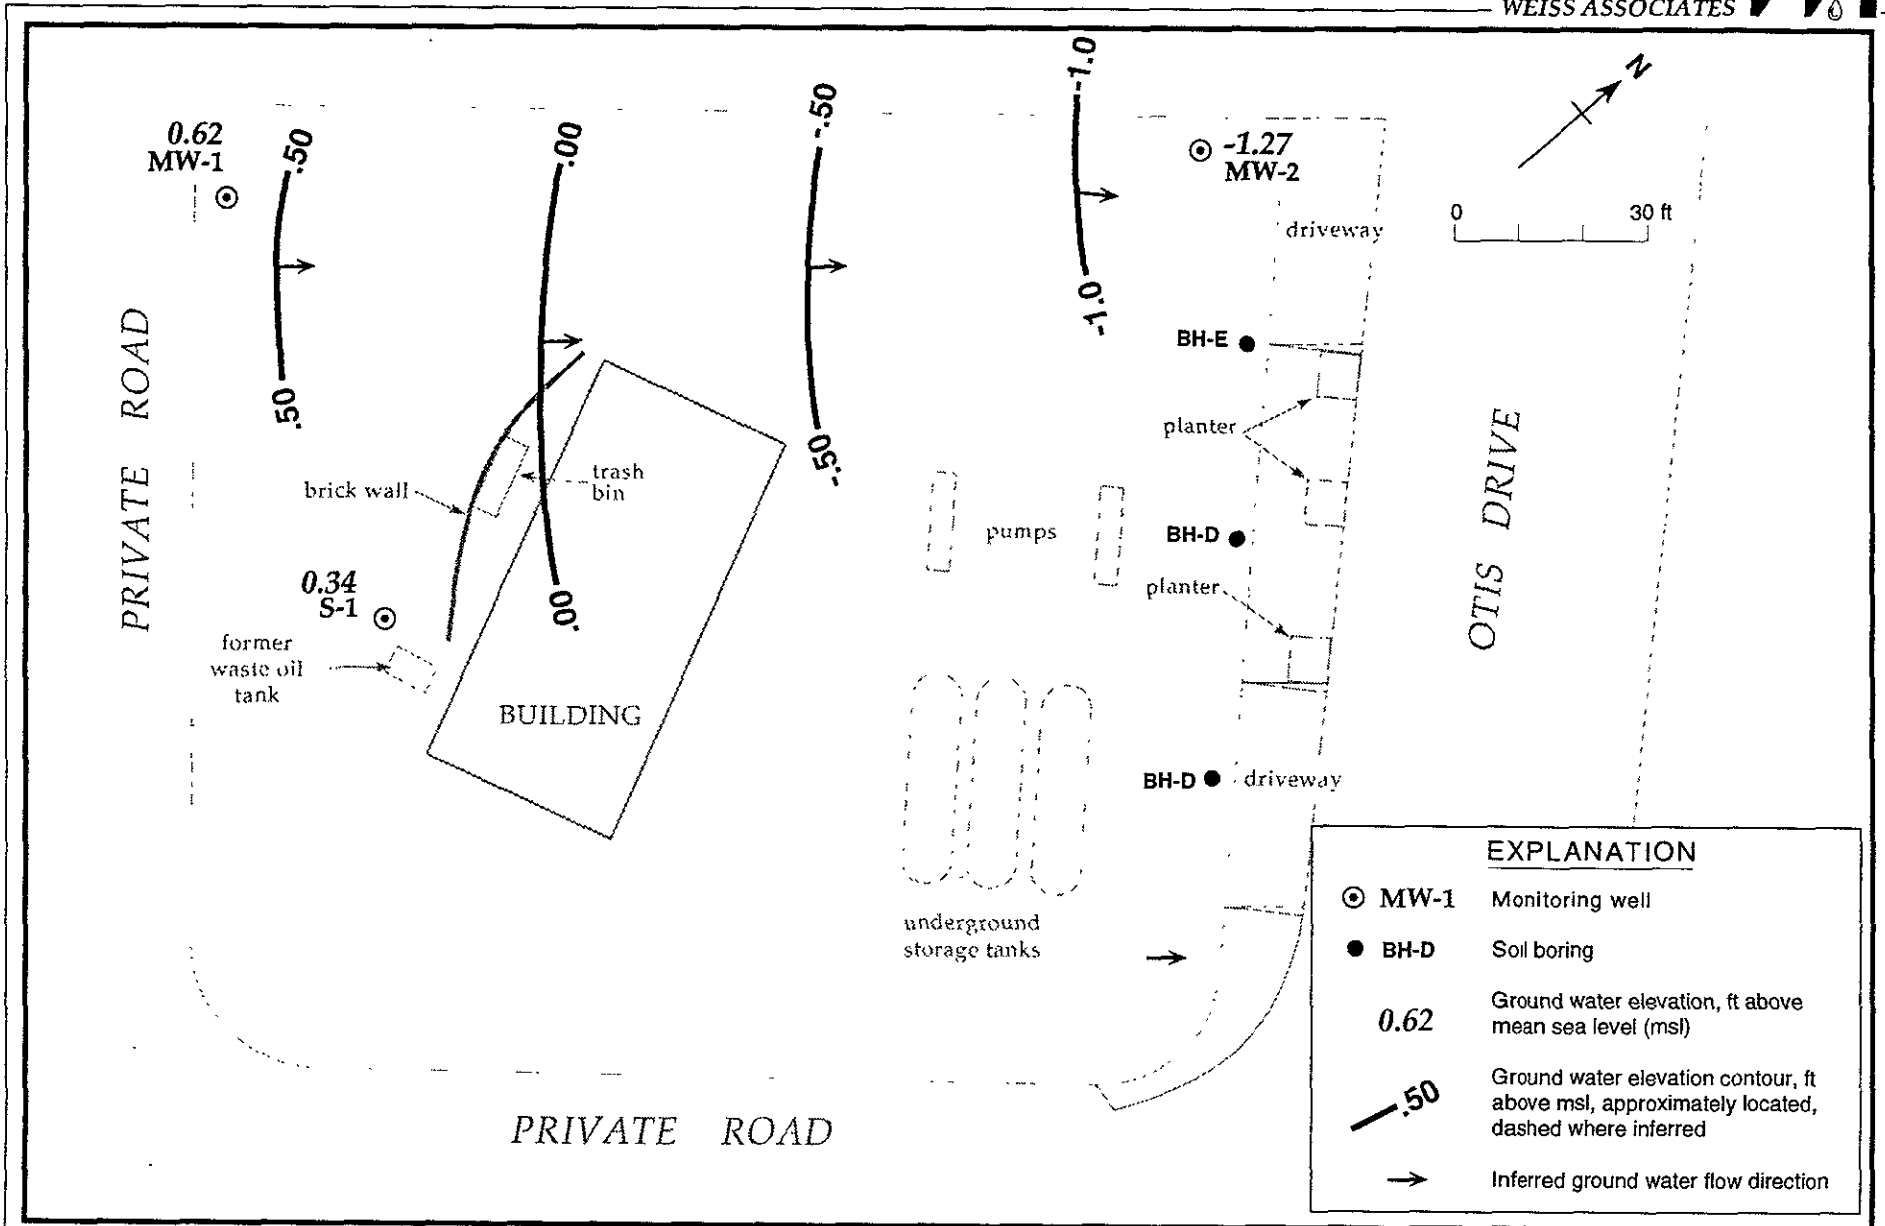 WEISS ASSOCIATES
-1.0
N
0.62
MW-1
.50
.00
-.50
-1.27
MW-2
0 30 ft
driveway
-1.0
BH-E
PRIVATE ROAD
.50
planter
-.50
trash
bin
brick wall
pumps
BH-D
OTIS DRIVE
0.34
S-1
.00
planter
former
waste oil
tank
BUILDING
BH-D
driveway
underground
storage tanks
PRIVATE ROAD
EXPLANATION
MW-1 Monitoring well
BH-D Soil boring
0.62 Ground water elevation, ft above
mean sea level (msl)
.50 Ground water elevation contour, ft
above msl, approximately located,
dashed where inferred
Inferred ground water flow direction